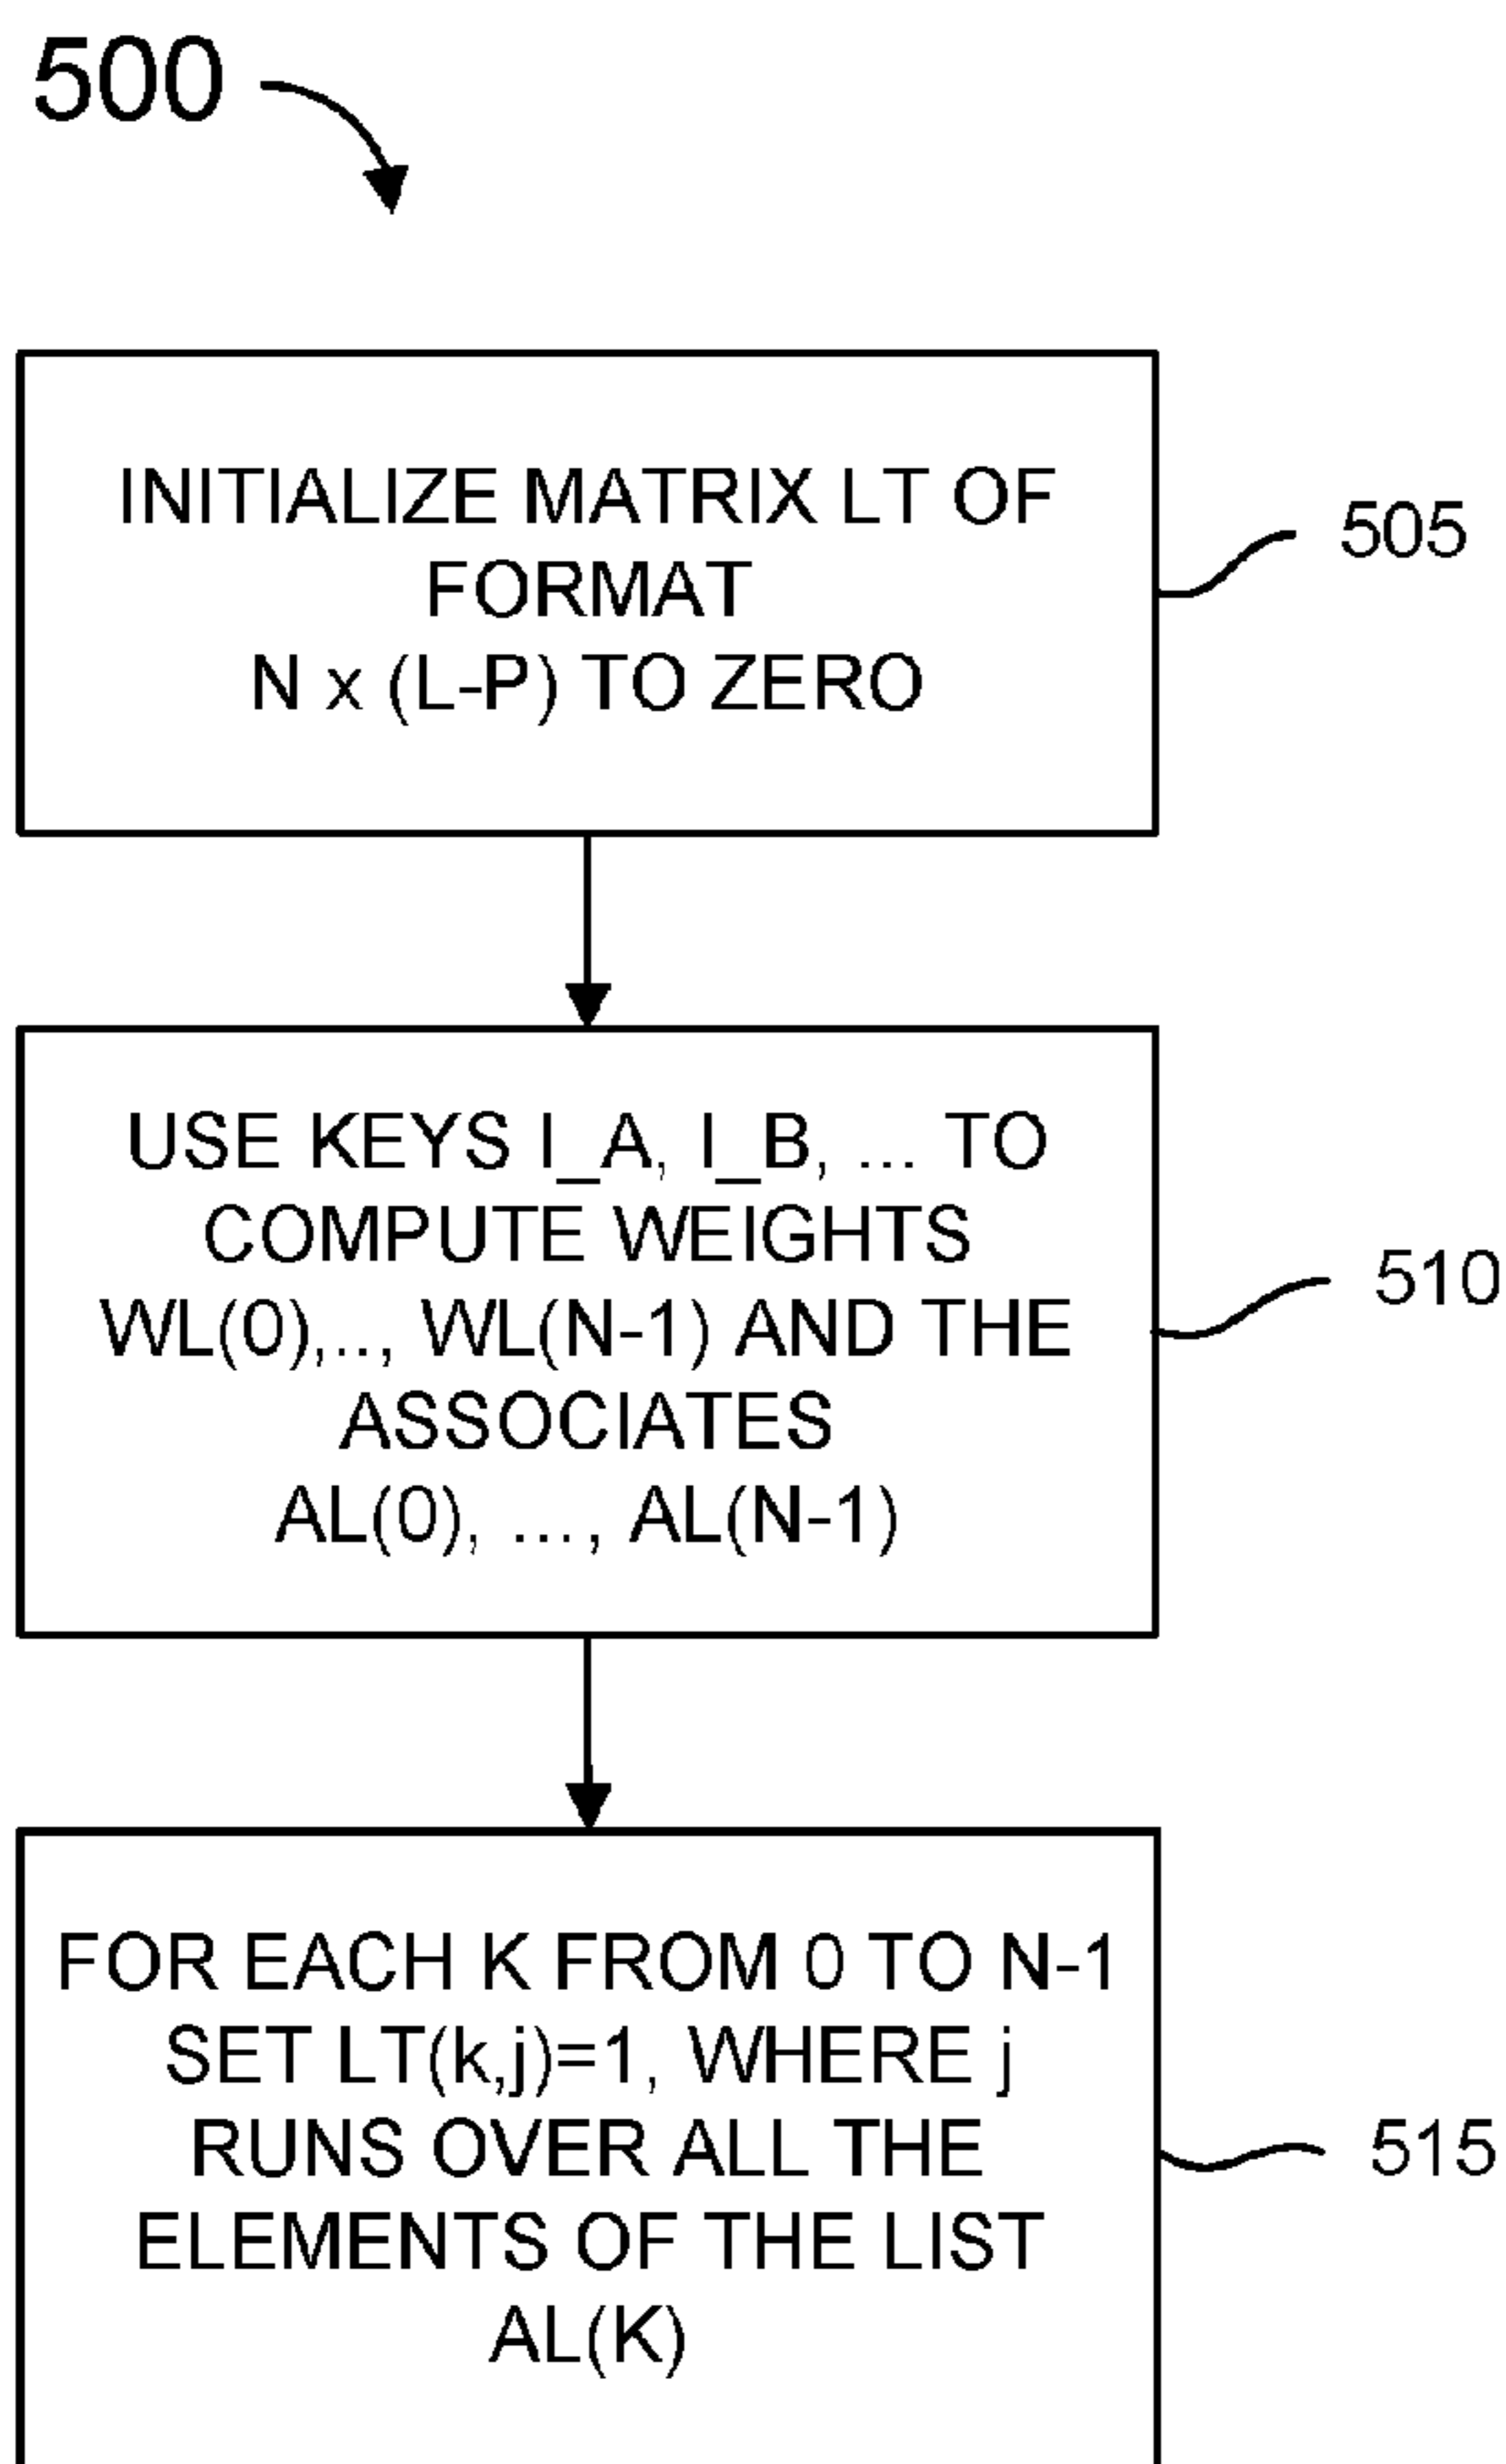 500
INITIALIZE MATRIX LT OF
FORMAT
N x (L-P) TO ZERO
505
USE KEYS I_A, I_B, ... TO
COMPUTE WEIGHTS
WL(0),.., WL(N-1) AND THE
ASSOCIATES
AL(0), ..., AL(N-1)
510
FOR EACH K FROM 0 TO N-1
SET LT(k,j)=1, WHERE j
RUNS OVER ALL THE
ELEMENTS OF THE LIST
AL(K)
515